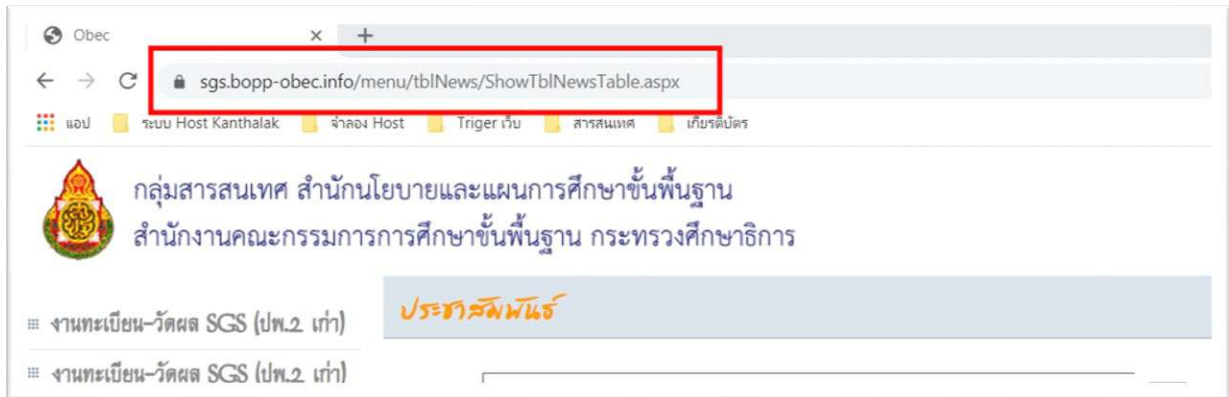 Obec
sgs.bopp-obec.info/menu/tblNews/ShowTblNewsTable.aspx
แอป ระบบ Host Kanthalak จำลอง Host Triger เว็บ สารสนเทศ เกียรติบัตร
กลุ่มสารสนเทศ สำนักนโยบายและแผนการศึกษาขั้นพื้นฐาน
สำนักงานคณะกรรมการการศึกษาขั้นพื้นฐาน กระทรวงศึกษาธิการ
ประชาสัมพันธ์
งานทะเบียน-วัดผล SGS (ปพ.2 เก่า)
งานทะเบียน-วัดผล SGS (ปพ.2 เก่า)